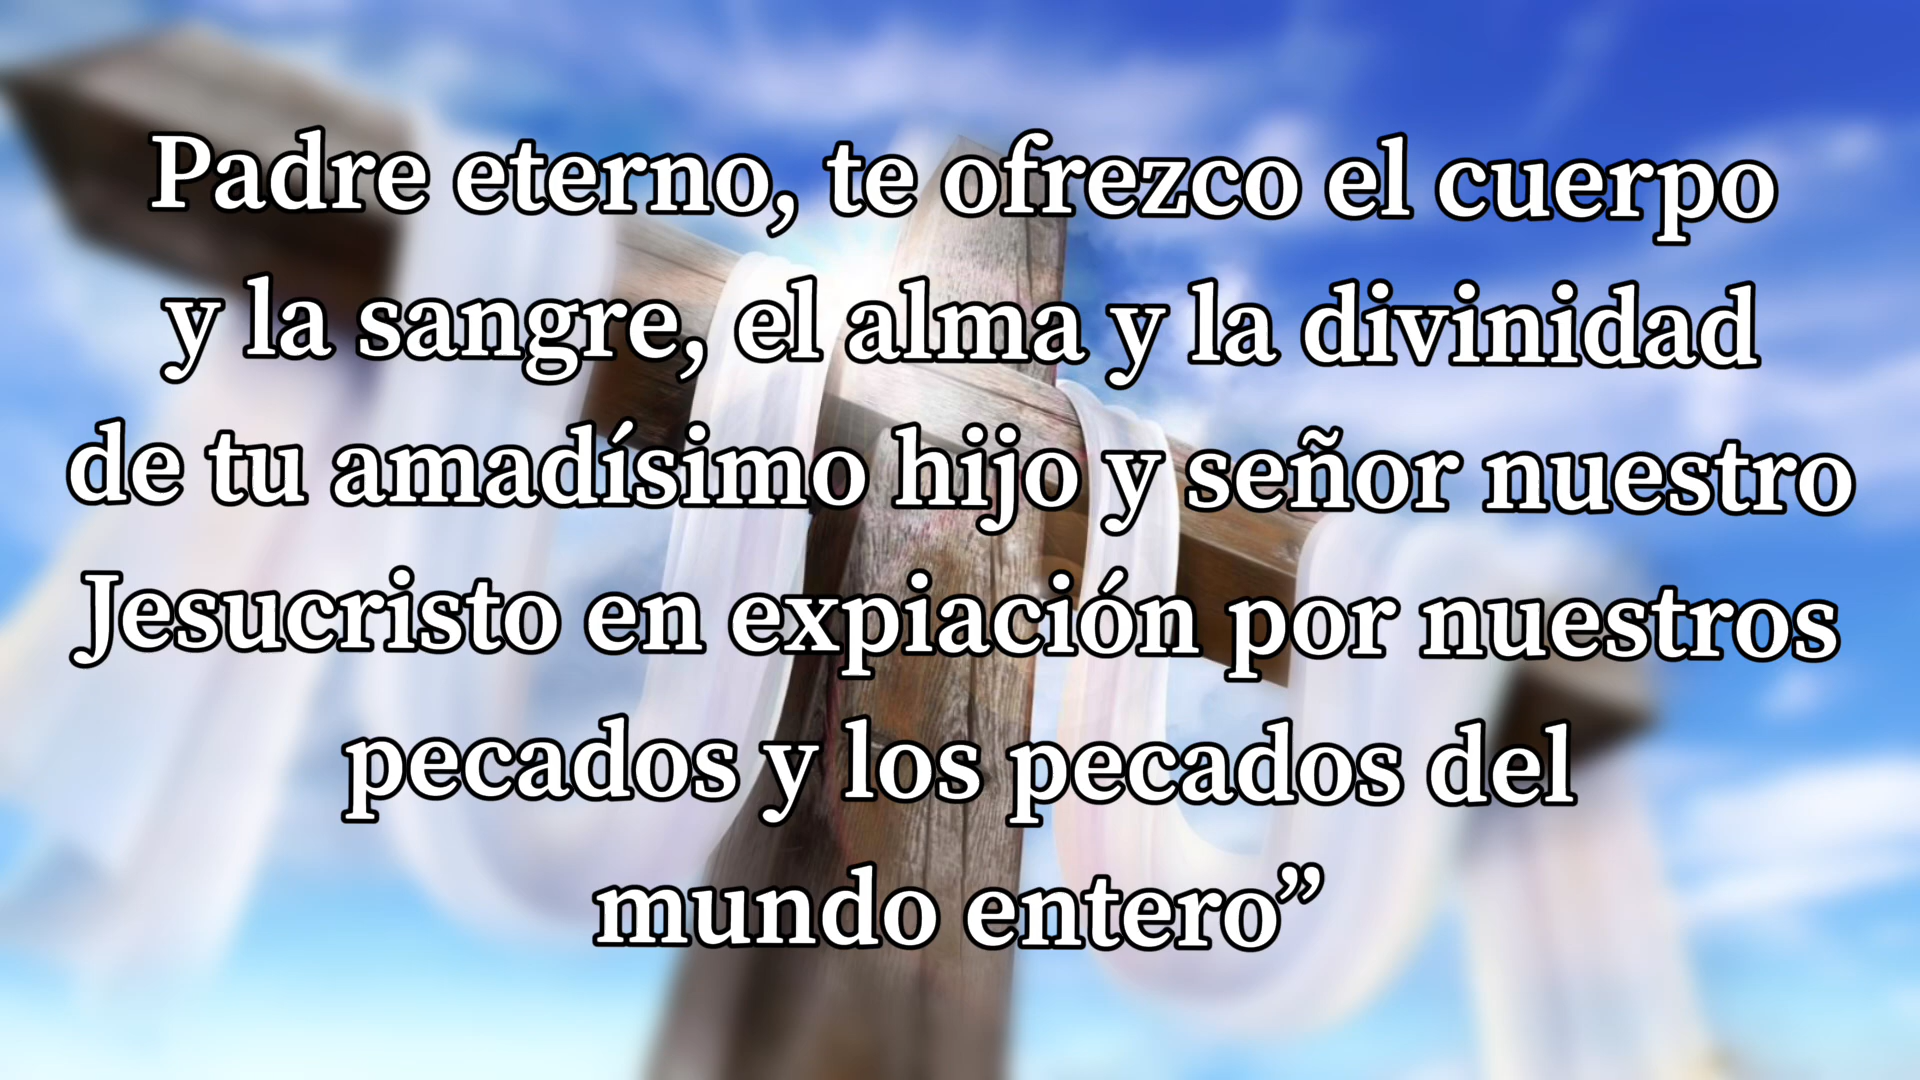 Padre eterno, te ofrezco el cuerpo
y la sangre, el alma y la divinidad
de tu amadísimo hijo y señor nuestro
Jesucristo en expiación por nuestros
pecados y los pecados del
mundo entero”